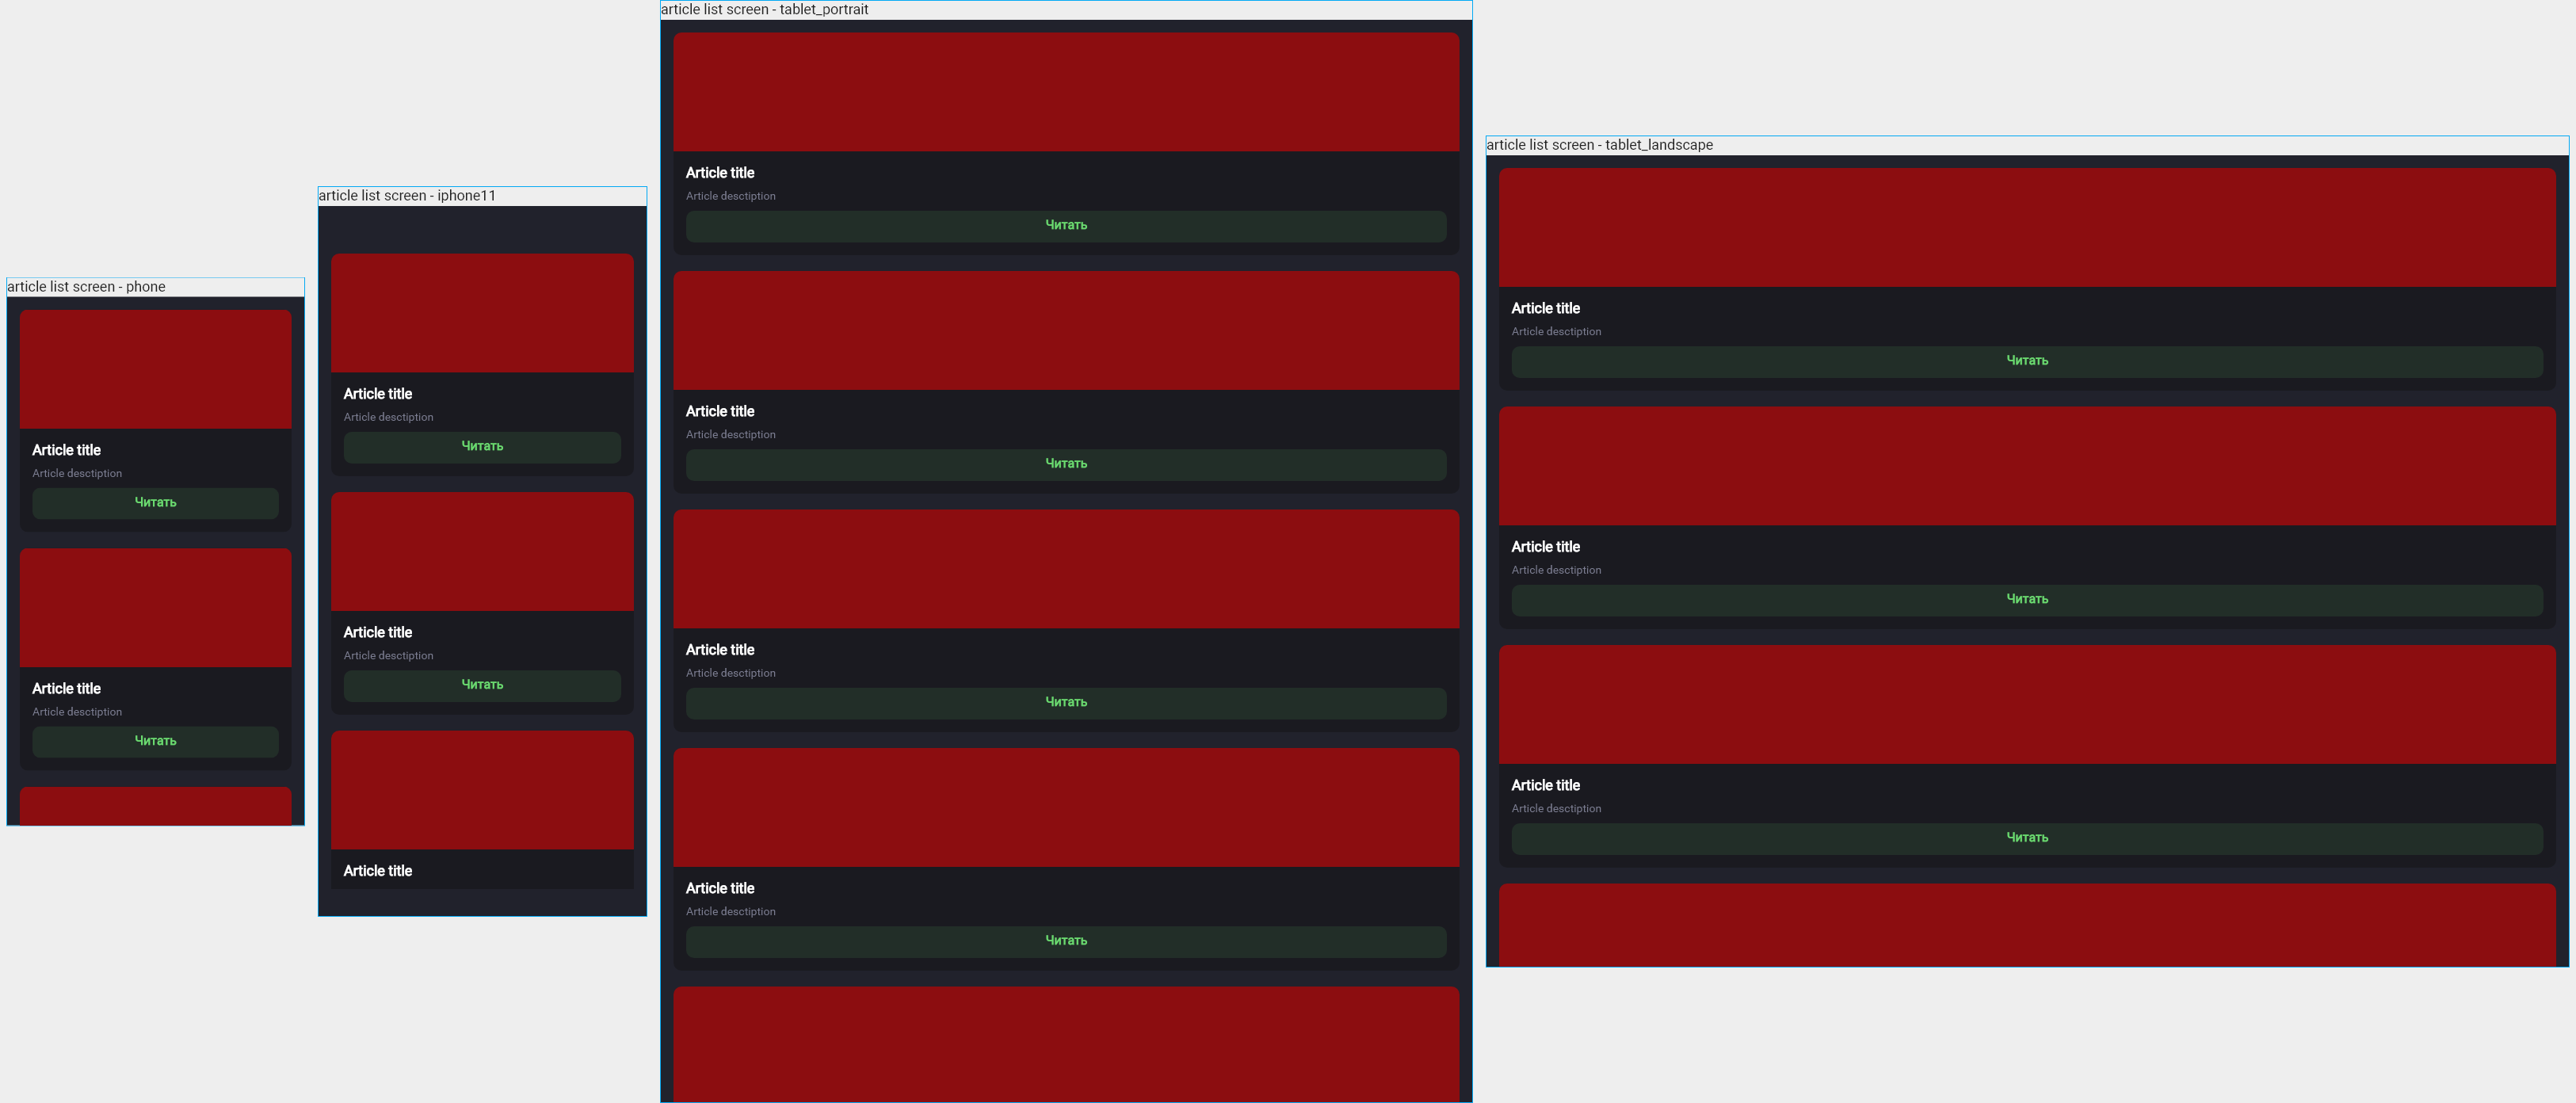 article list screen - phone
Article title
Article desctiption
Читать
Article title
Article desctiption
Читать
article list screen - iphone11
Article title
Article desctiption
Читать
Article title
Article desctiption
Читать
Article title
article list screen - tablet_portrait
Article title
Article desctiption
Читать
Article title
Article desctiption
Читать
Article title
Article desctiption
Читать
Article title
Article desctiption
Читать
article list screen - tablet_landscape
Article title
Article desctiption
Читать
Article title
Article desctiption
Читать
Article title
Article desctiption
Читать